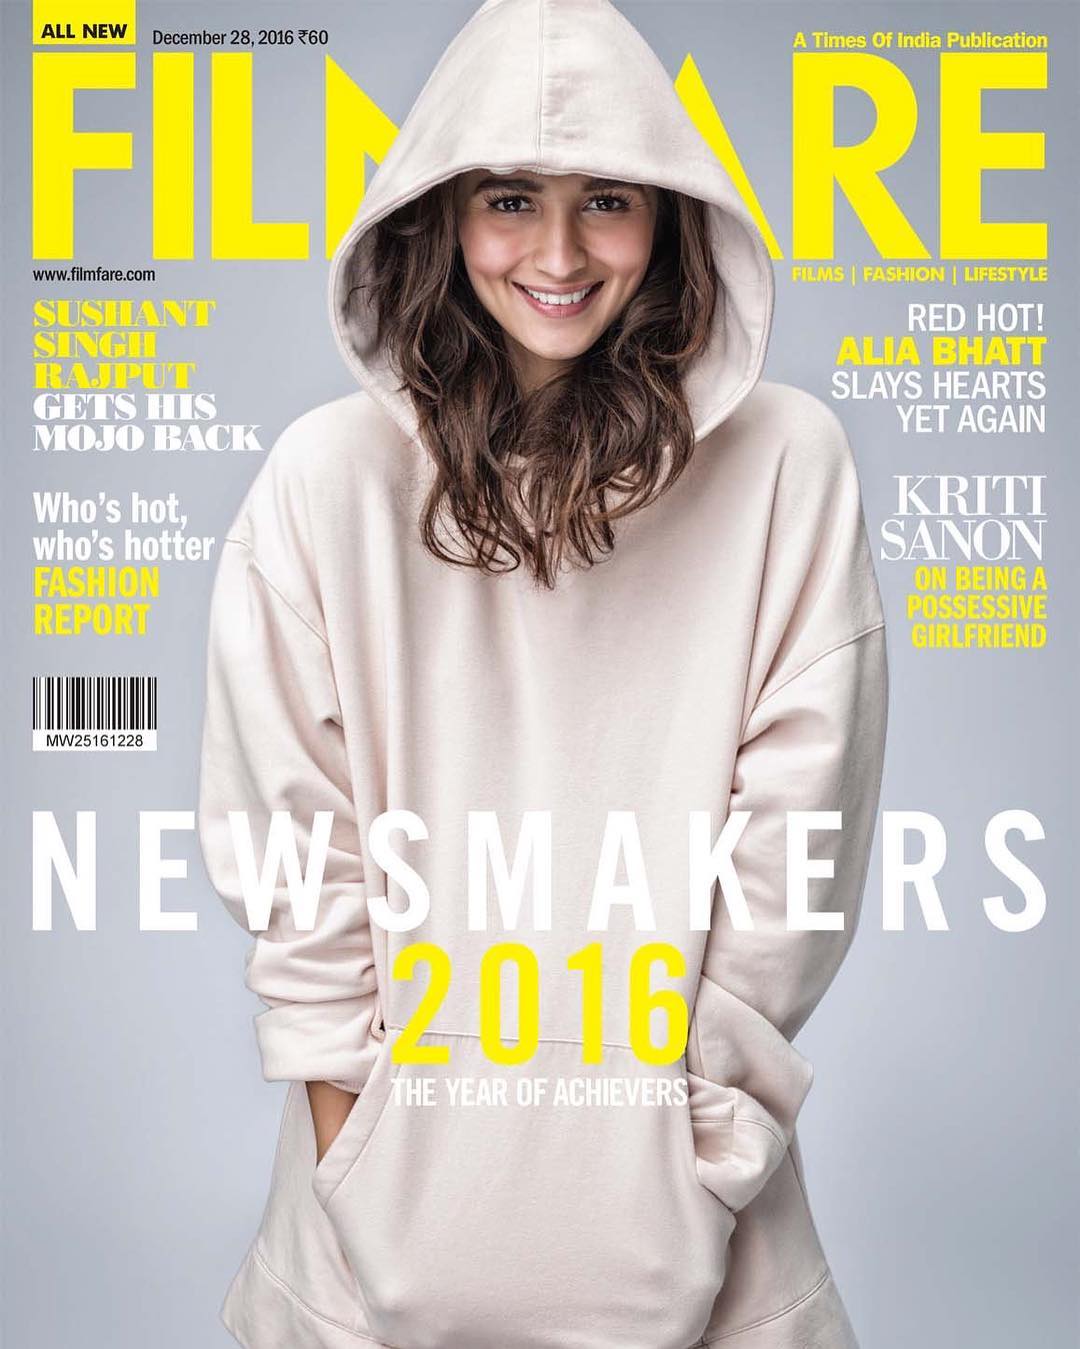 ALL NEW
December 28, 2016 ₹60
A Times Of India Publication
FILMFARE
www.filmfare.com
FILMS | FASHION | LIFESTYLE
SUSHANT
SINGH
RAJPUT
GETS HIS
MOJO BACK
Who's hot,
who's hotter
FASHION
REPORT
MW25161228
RED HOT!
ALIA BHATT
SLAYS HEARTS
YET AGAIN
KRITI
SANON
ON BEING A
POSSESSIVE
GIRLFRIEND
NEWSMAKERS
2016
THE YEAR OF ACHIEVERS